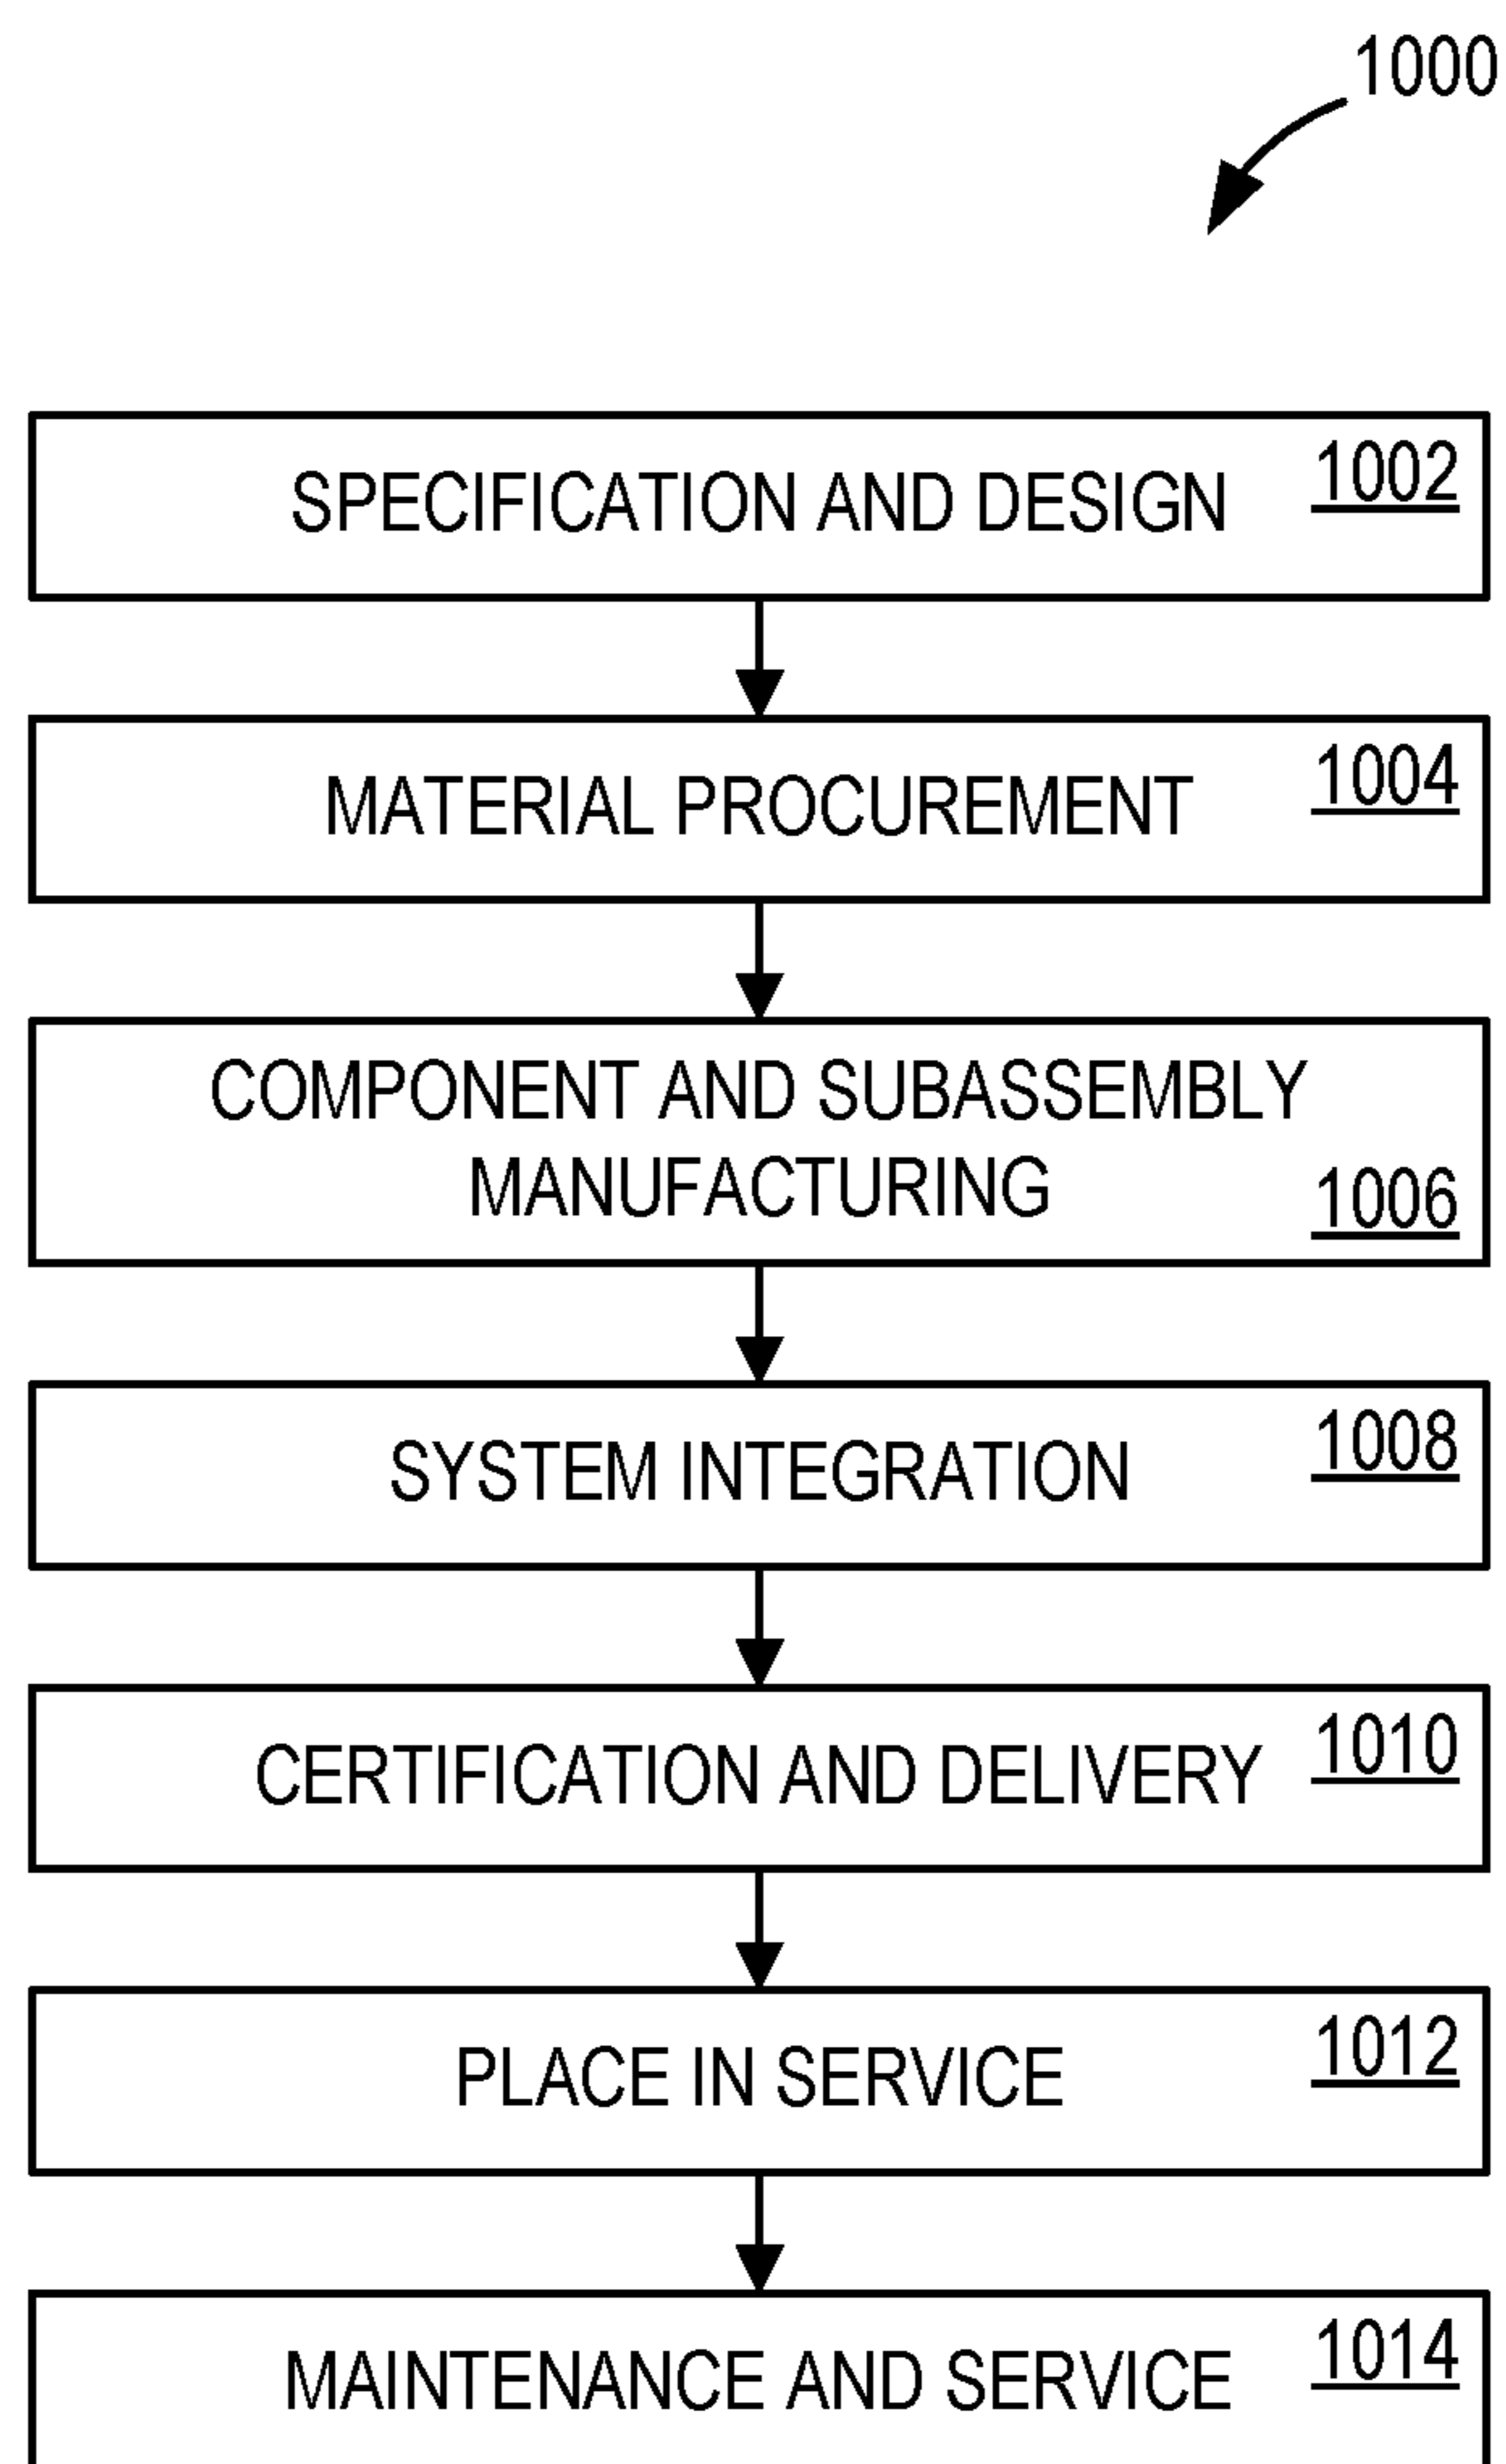 1000
SPECIFICATION AND DESIGN
1002
MATERIAL PROCUREMENT
1004
COMPONENT AND SUBASSEMBLY
MANUFACTURING
1006
SYSTEM INTEGRATION
1008
CERTIFICATION AND DELIVERY
1010
PLACE IN SERVICE
1012
MAINTENANCE AND SERVICE
1014